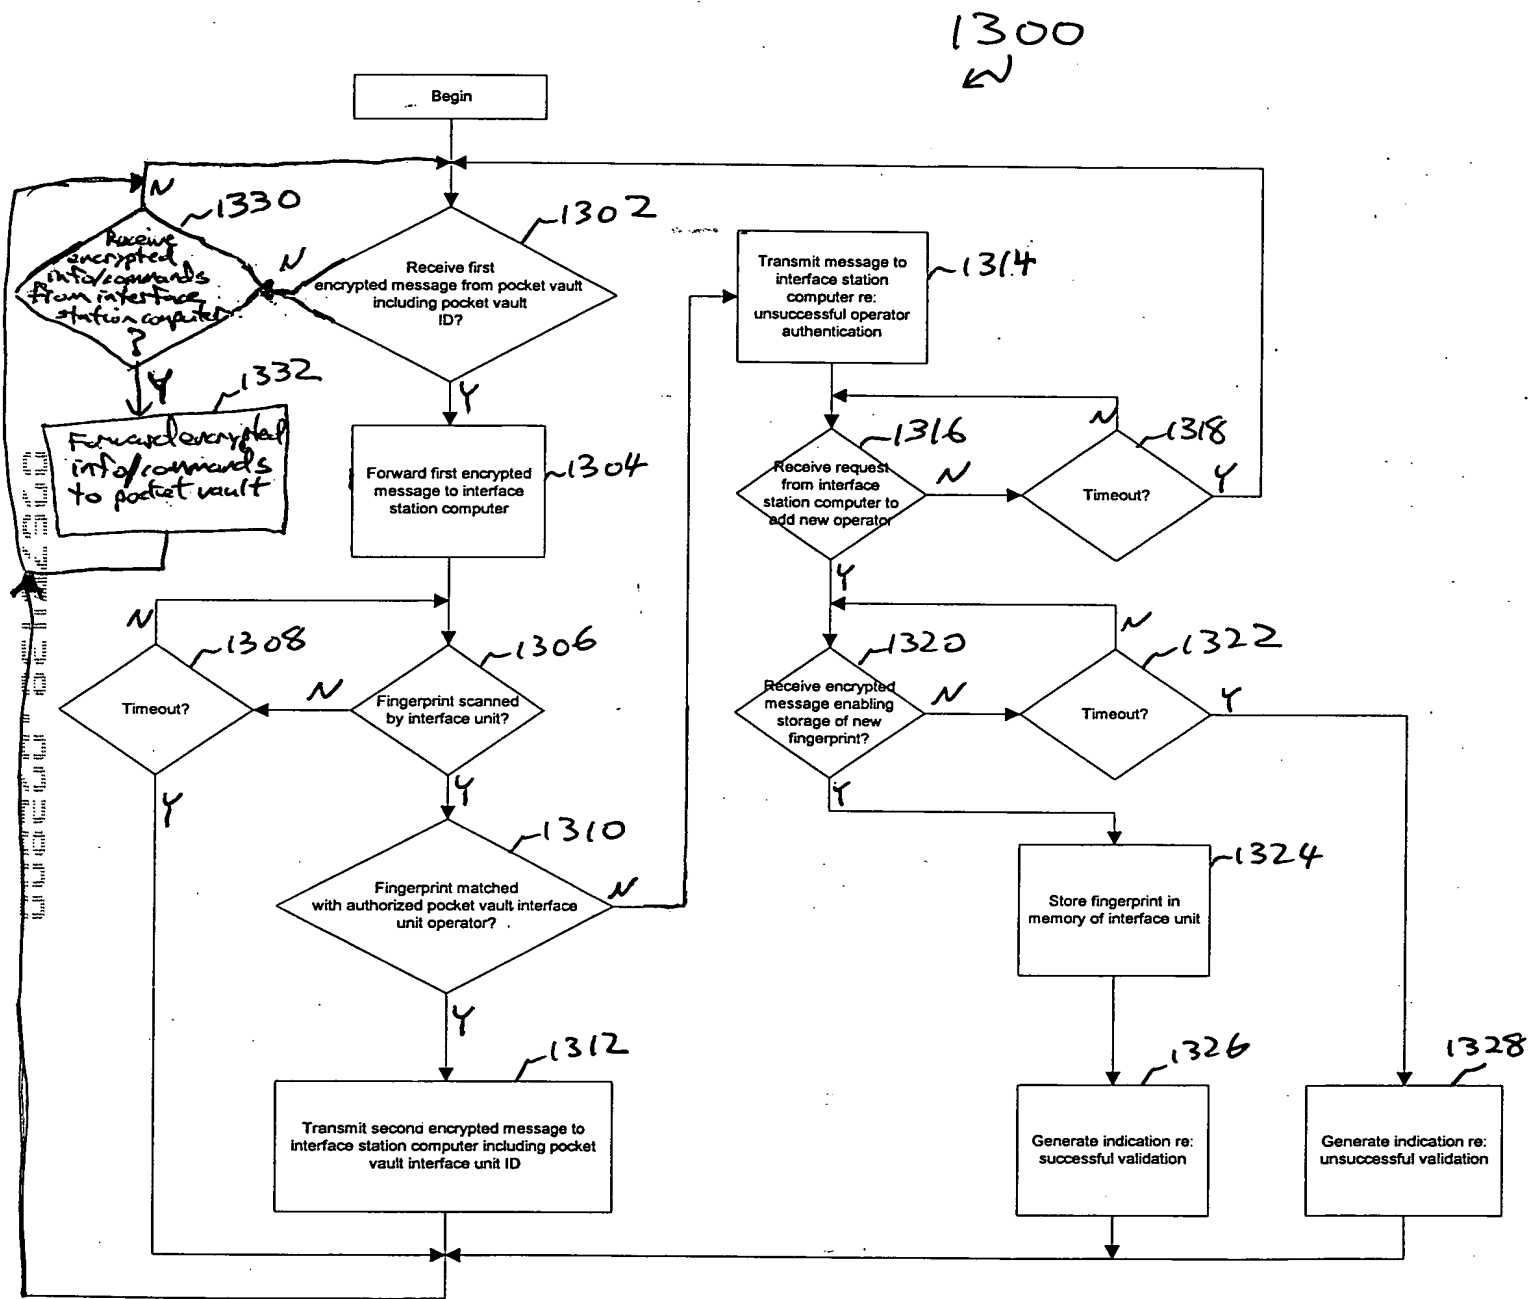 1300
Begin
N
1330
Receive
encrypted
info/commands
from interface
station computer
?
Y
1332
Forward encrypted
info/commands
to pocket vault
N
1302
Receive first
encrypted message from pocket vault
including pocket vault
ID?
Y
1304
Forward first encrypted
message to interface
station computer
N
1308
Timeout?
Y
N
1306
Fingerprint scanned
by interface unit?
Y
1310
Fingerprint matched
with authorized pocket vault interface
unit operator?
N
Y
1312
Transmit second encrypted message to
interface station computer including pocket
vault interface unit ID
1314
Transmit message to
interface station
computer re:
unsuccessful operator
authentication
1316
Receive request
from interface
station computer to
add new operator
N
Y
N
1318
Timeout?
Y
1320
Receive encrypted
message enabling
storage of new
fingerprint?
N
Y
N
1322
Timeout?
Y
1324
Store fingerprint in
memory of interface unit
1326
Generate indication re:
successful validation
1328
Generate indication re:
unsuccessful validation